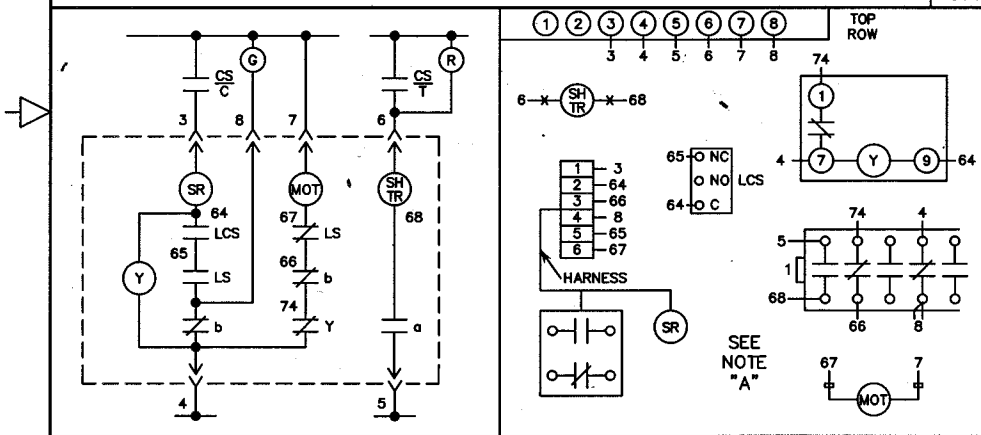 G
R
CS
C
CS
T
3
8
7
6
SR
MOT
SH
TR
64
67
68
LCS
LS
65
66
Y
LS
b
74
b
Y
a
4
5
1 2 3 4 5 6 7 8
TOP
ROW
3 4 5 6 7 8
6 SH TR 68
74
1
4 7 Y 9 64
1 3
2 64
3 66
4 8
5 65
6 67
HARNESS
65 NC
NO LCS
64 C
SR
74 4
5
1
68
66 8
SEE
NOTE
"A"
67 7
MOT